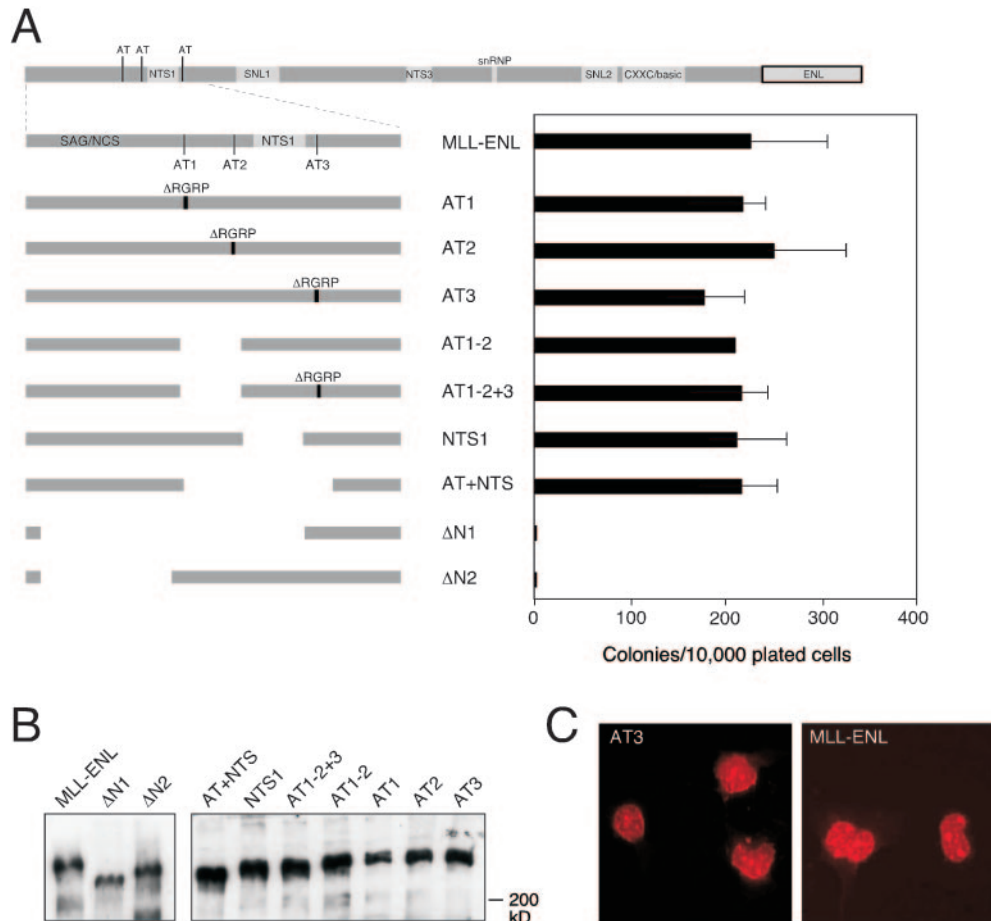 A
AT AT AT
NTS1 SNL1 NTS3 snRNP SNL2 CXXC/basic ENL
SAG/NCS NTS1 MLL-ENL
AT1 AT2 AT3
ΔRGRP AT1
ΔRGRP AT2
ΔRGRP AT3
AT1-2
ΔRGRP AT1-2+3
NTS1
AT+NTS
ΔN1
ΔN2
0 100 200 300 400
Colonies/10,000 plated cells
B
MLL-ENL ΔN1 ΔN2 AT+NTS NTS1 AT1-2+3 AT1-2 AT1 AT2 AT3
200
kD
C
AT3 MLL-ENL